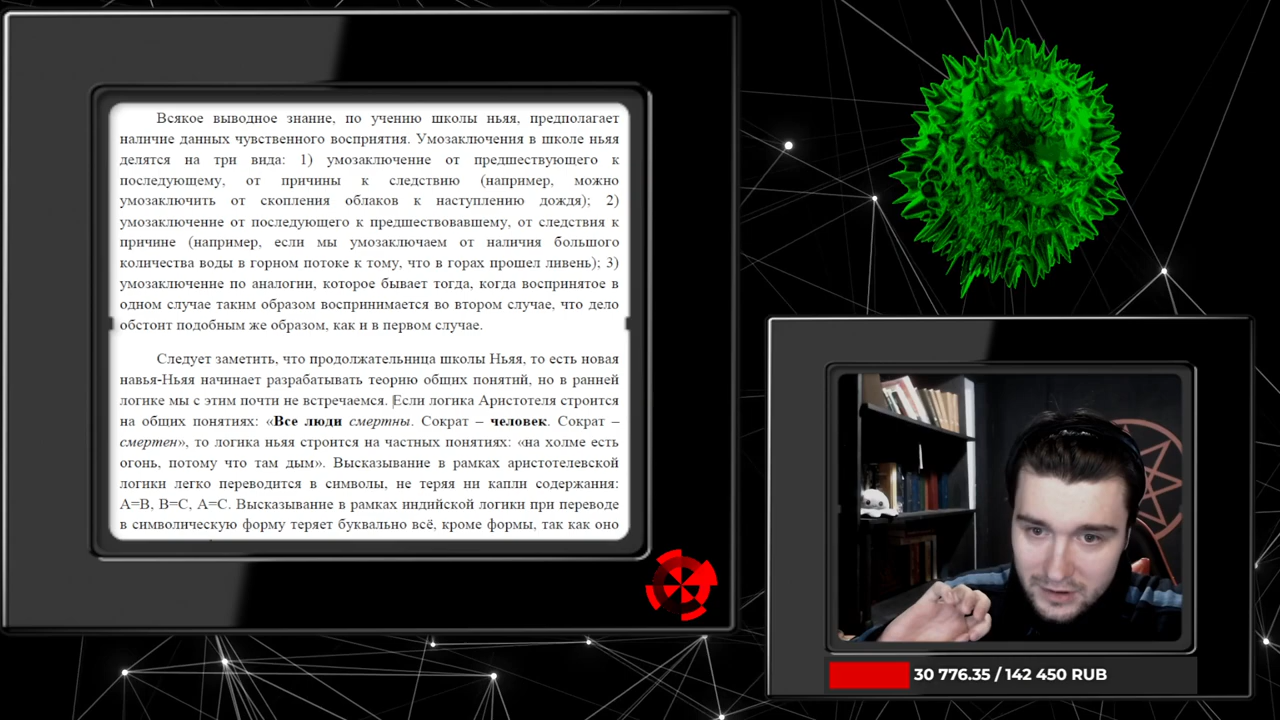 Всякое выводное знание, по учению школы ньяя, предполагает
наличие данных чувственного восприятия. Умозаключения в школе ньяя
делятся на три вида: 1) умозаключение от предшествующего к
последующему, от причины к следствию (например, можно
умозаключить от скопления облаков к наступлению дождя); 2)
умозаключение от последующего к предшествовавшему, от следствия к
причине (например, если мы умозаключаем от наличия большого
количества воды в горном потоке к тому, что в горах прошел ливень); 3)
умозаключение по аналогии, которое бывает тогда, когда воспринятое в
одном случае таким образом воспринимается во втором случае, что дело
обстоит подобным же образом, как и в первом случае.
Следует заметить, что продолжательница школы Ньяя, то есть новая
навья-Ньяя начинает разрабатывать теорию общих понятий, но в ранней
логике мы с этим почти не встречаемся. Если логика Аристотеля строится
на общих понятиях: «Все люди смертны. Сократ – человек. Сократ –
смертен», то логика ньяя строится на частных понятиях: «на холме есть
огонь, потому что там дым». Высказывание в рамках аристотелевской
логики легко переводится в символы, не теряя ни капли содержания:
A=B, B=C, A=C. Высказывание в рамках индийской логики при переводе
в символическую форму теряет буквально всё, кроме формы, так как оно
30 776.35 / 142 450 RUB